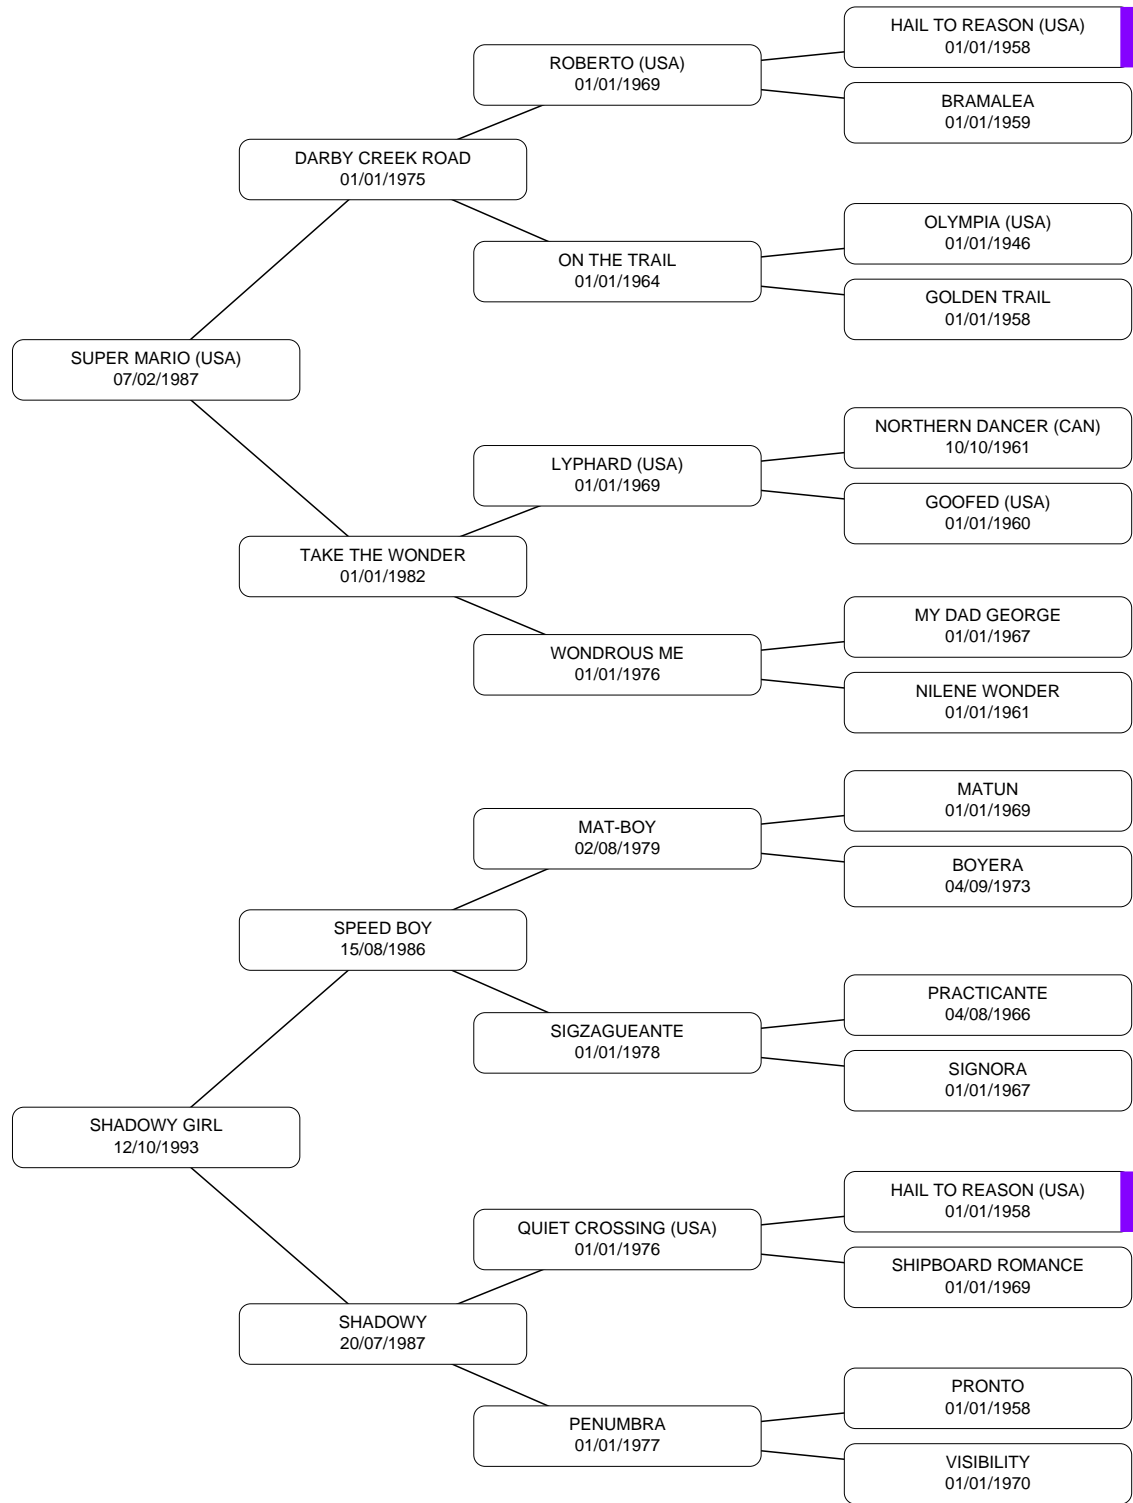 HAIL TO REASON (USA)
01/01/1958
ROBERTO (USA)
01/01/1969
BRAMALEA
01/01/1959
DARBY CREEK ROAD
01/01/1975
OLYMPIA (USA)
01/01/1946
ON THE TRAIL
01/01/1964
GOLDEN TRAIL
01/01/1958
SUPER MARIO (USA)
07/02/1987
NORTHERN DANCER (CAN)
10/10/1961
LYPHARD (USA)
01/01/1969
GOOFED (USA)
01/01/1960
TAKE THE WONDER
01/01/1982
MY DAD GEORGE
01/01/1967
WONDROUS ME
01/01/1976
NILENE WONDER
01/01/1961
MATUN
01/01/1969
MAT-BOY
02/08/1979
BOYERA
04/09/1973
SPEED BOY
15/08/1986
PRACTICANTE
04/08/1966
SIGZAGUEANTE
01/01/1978
SIGNORA
01/01/1967
SHADOWY GIRL
12/10/1993
HAIL TO REASON (USA)
01/01/1958
QUIET CROSSING (USA)
01/01/1976
SHIPBOARD ROMANCE
01/01/1969
SHADOWY
20/07/1987
PRONTO
01/01/1958
PENUMBRA
01/01/1977
VISIBILITY
01/01/1970